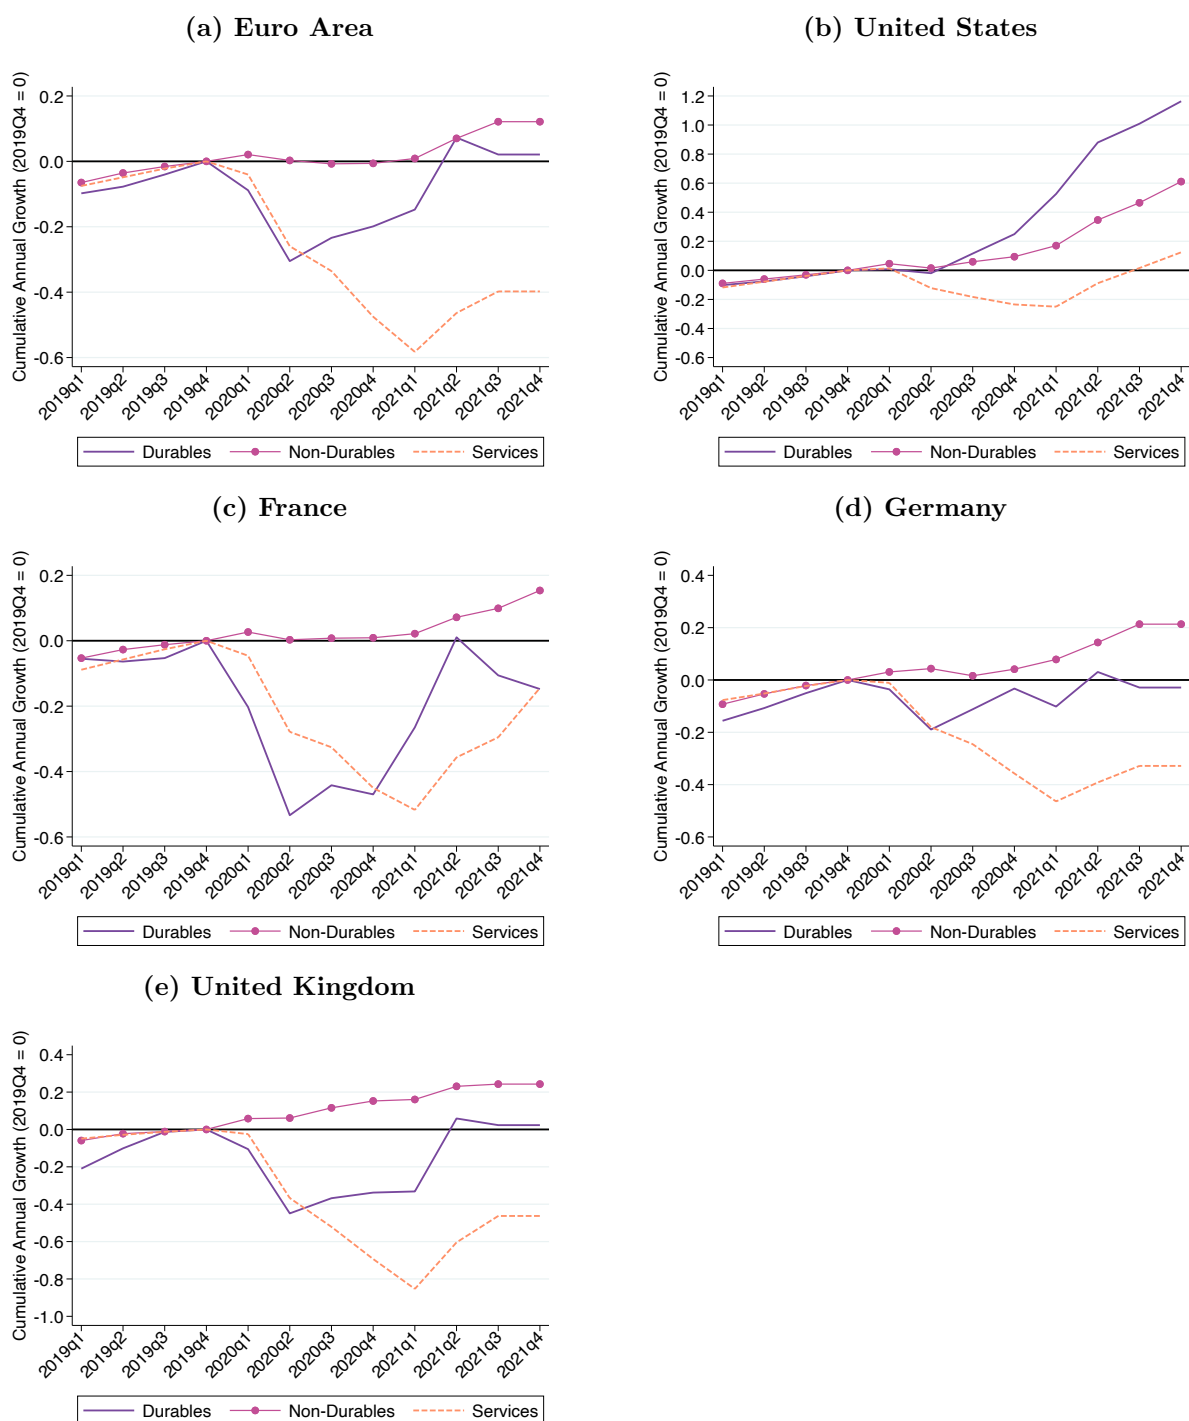 (a) Euro Area
Cumulative Annual Growth (2019Q4 = 0)
0.2
0.0
-0.2
-0.4
-0.6
2019q1
2019q2
2019q3
2019q4
2020q1
2020q2
2020q3
2020q4
2021q1
2021q2
2021q3
2021q4
Durables Non-Durables Services
(b) United States
Cumulative Annual Growth (2019Q4 = 0)
1.2
1.0
0.8
0.6
0.4
0.2
0.0
-0.2
-0.4
-0.6
2019q1
2019q2
2019q3
2019q4
2020q1
2020q2
2020q3
2020q4
2021q1
2021q2
2021q3
2021q4
Durables Non-Durables Services
(c) France
Cumulative Annual Growth (2019Q4 = 0)
0.2
0.0
-0.2
-0.4
-0.6
2019q1
2019q2
2019q3
2019q4
2020q1
2020q2
2020q3
2020q4
2021q1
2021q2
2021q3
2021q4
Durables Non-Durables Services
(d) Germany
Cumulative Annual Growth (2019Q4 = 0)
0.4
0.2
0.0
-0.2
-0.4
-0.6
2019q1
2019q2
2019q3
2019q4
2020q1
2020q2
2020q3
2020q4
2021q1
2021q2
2021q3
2021q4
Durables Non-Durables Services
(e) United Kingdom
Cumulative Annual Growth (2019Q4 = 0)
0.4
0.2
0.0
-0.2
-0.4
-0.6
-0.8
-1.0
2019q1
2019q2
2019q3
2019q4
2020q1
2020q2
2020q3
2020q4
2021q1
2021q2
2021q3
2021q4
Durables Non-Durables Services